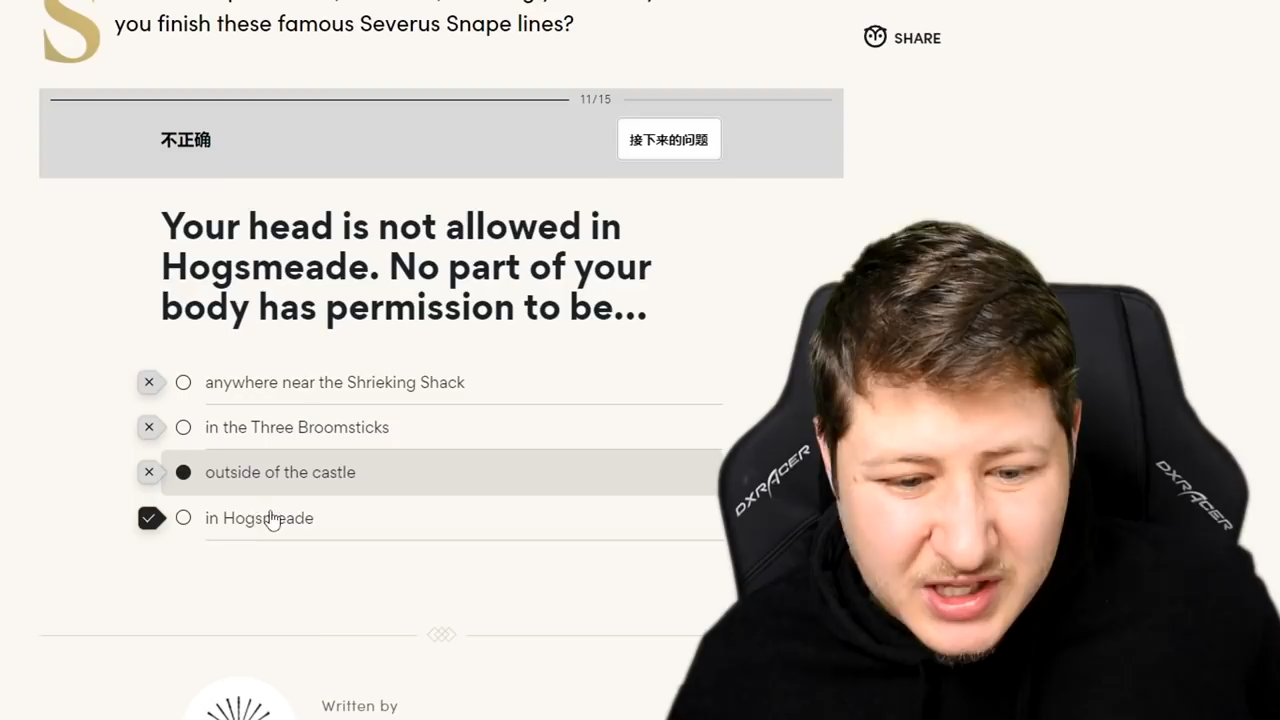 S
you finish these famous Severus Snape lines?
SHARE
11/15
不正确
接下来的问题
Your head is not allowed in
Hogsmeade. No part of your
body has permission to be...
anywhere near the Shrieking Shack
in the Three Broomsticks
outside of the castle
in Hogsmeade
DXRACER
DXRACER
Written by